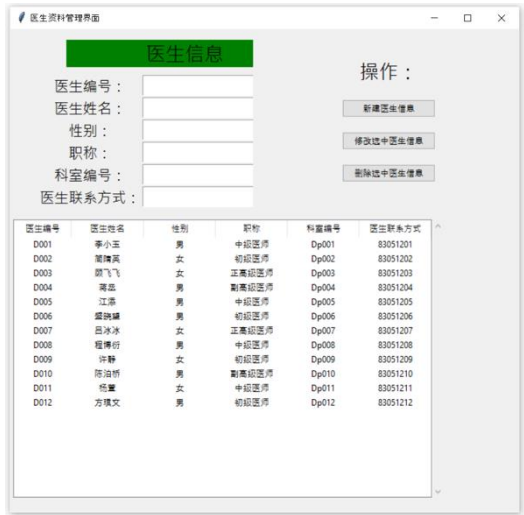 医生资料管理界面
医生信息
操作：
医生编号：
医生姓名：
性别：
职称：
科室编号：
医生联系方式：
新建医生信息
修改选中医生信息
删除选中医生信息
医生编号 医生姓名 性别 职称 科室编号 医生联系方式
D001 李小玉 男 中级医师 Dp001 83051201
D002 简晴英 女 初级医师 Dp002 83051202
D003 顾飞飞 女 正高级医师 Dp003 83051203
D004 蒋品 男 副高级医师 Dp004 83051204
D005 江添 男 中级医师 Dp005 83051205
D006 盛晓耀 男 初级医师 Dp006 83051206
D007 吕冰冰 女 正高级医师 Dp007 83051207
D008 程博衍 男 中级医师 Dp008 83051208
D009 许静 女 初级医师 Dp009 83051209
D010 陈泊桥 男 副高级医师 Dp010 83051210
D011 杨萱 女 中级医师 Dp011 83051211
D012 方璞文 男 初级医师 Dp012 83051212